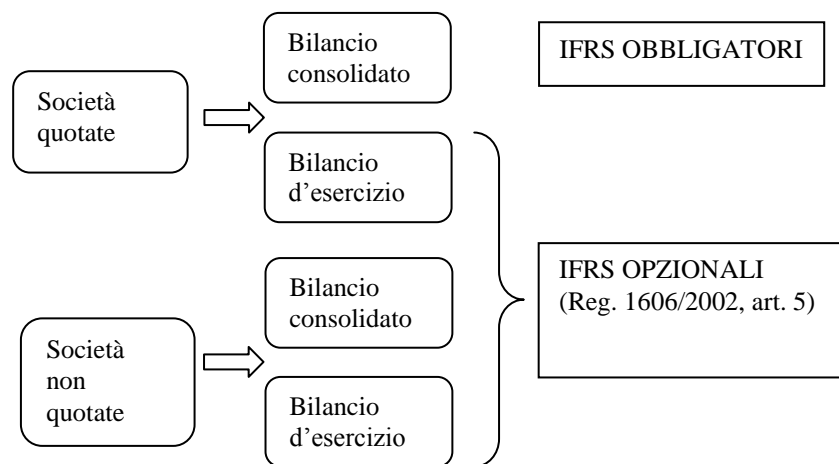 Società
quotate
Bilancio
consolidato
IFRS OBBLIGATORI
Bilancio
d’esercizio
Società
non
quotate
Bilancio
consolidato
Bilancio
d’esercizio
IFRS OPZIONALI
(Reg. 1606/2002, art. 5)